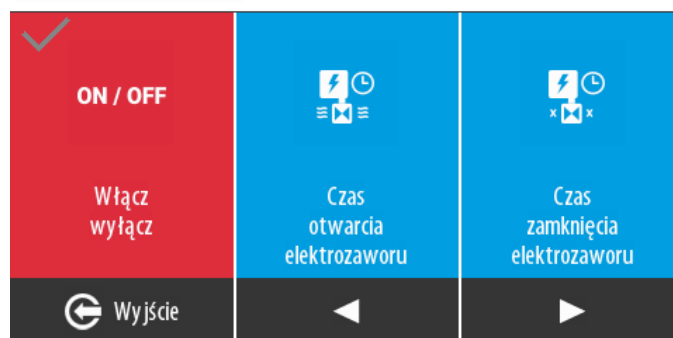 ON / OFF
Włącz
wyłącz
Czas
otwarcia
elektrozaworu
Czas
zamknięcia
elektrozaworu
Wyjście